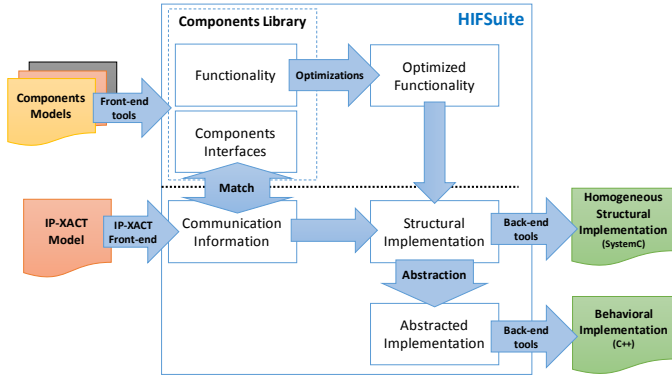 Components Library
HIFSuite
Functionality
Optimizations
Optimized
Functionality
Components
Models
Front-end
tools
Components
Interfaces
Match
IP-XACT
Model
IP-XACT
Front-end
Communication
Information
Structural
Implementation
Back-end
tools
Homogeneous
Structural
Implementation
(SystemC)
Abstraction
Abstracted
Implementation
Back-end
tools
Behavioral
Implementation
(C++)